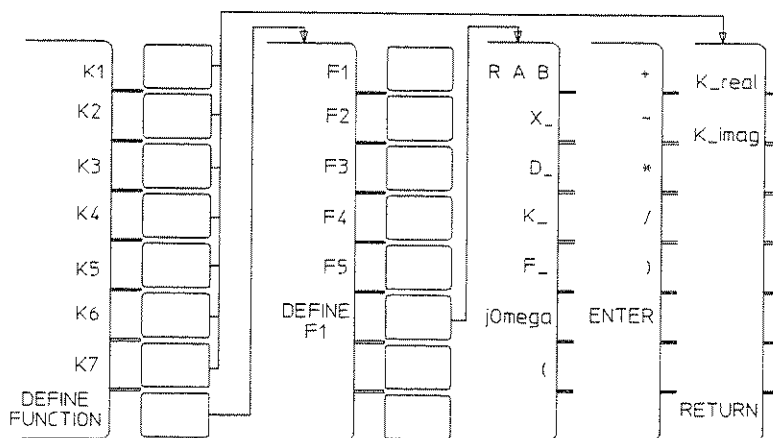 K1
K2
K3
K4
K5
K6
K7
DEFINE
FUNCTION
F1
F2
F3
F4
F5
DEFINE
F1
R A B
X_
D_
K_
F_
jOmega
(
+
-
*
/
)
ENTER
K_real
K_imag
RETURN